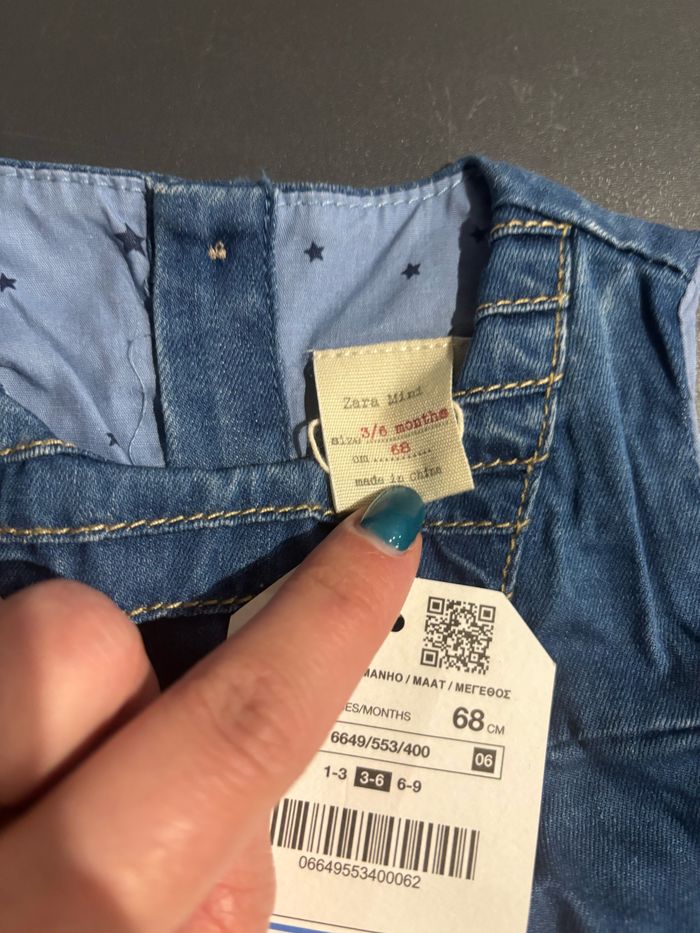 Zara Mini
size 3/6 months
cm 68
made in china
MANHO / MAAT / ΜΕΓΕΘΟΣ
ES/MONTHS 68 CM
6649/553/400 06
1-3 3-6 6-9
06649553400062